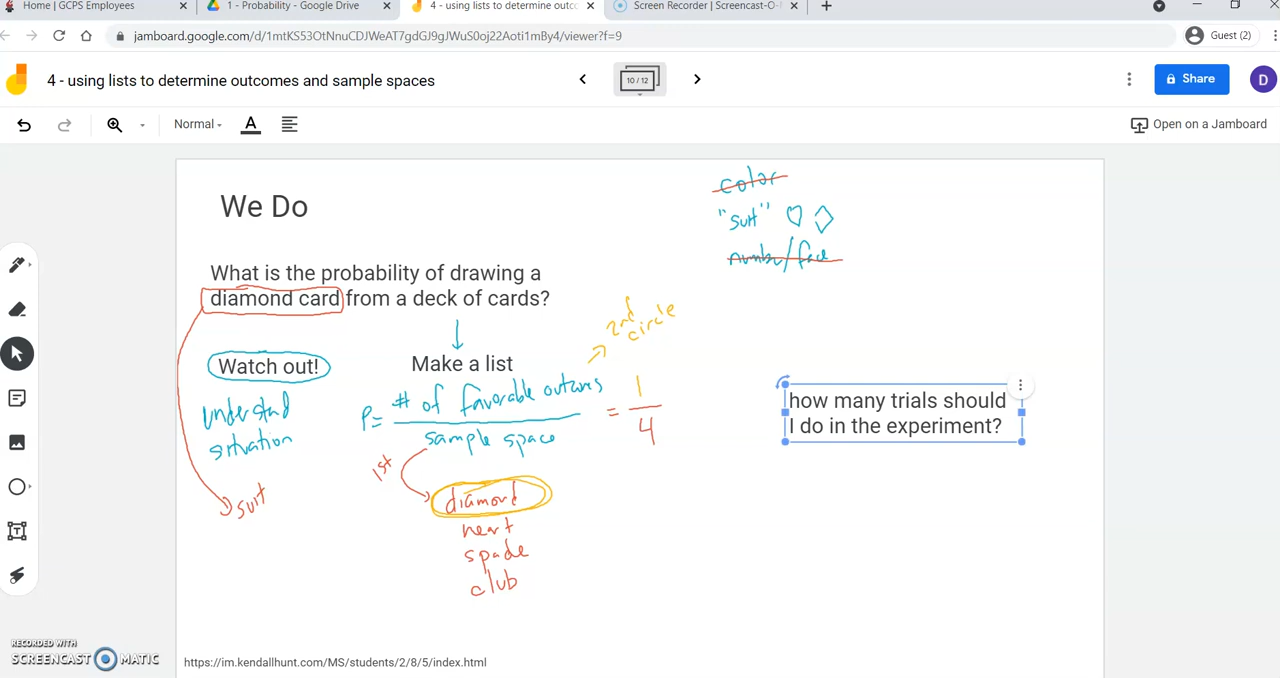 Home | GCPS Employees
1 - Probability - Google Drive
4 - using lists to determine outco
Screen Recorder | Screencast-O-
jamboard.google.com/d/1mtKS53OtNnuCDJWeAT7gdGJ9gJWuS0oj22Aoti1mBy4/viewer?f=9
Guest (2)
4 - using lists to determine outcomes and sample spaces
10 / 12
Share
D
Normal
A
Open on a Jamboard
We Do
color
"suit"
number/face
What is the probability of drawing a
diamond card from a deck of cards?
2nd
circle
Watch out!
Make a list
understand
situation
P = # of favorable outcomes
sample space
= 1
4
how many trials should
I do in the experiment?
1st
suit
diamond
heart
spade
club
RECORDED WITH
SCREENCAST MATIC
https://im.kendallhunt.com/MS/students/2/8/5/index.html